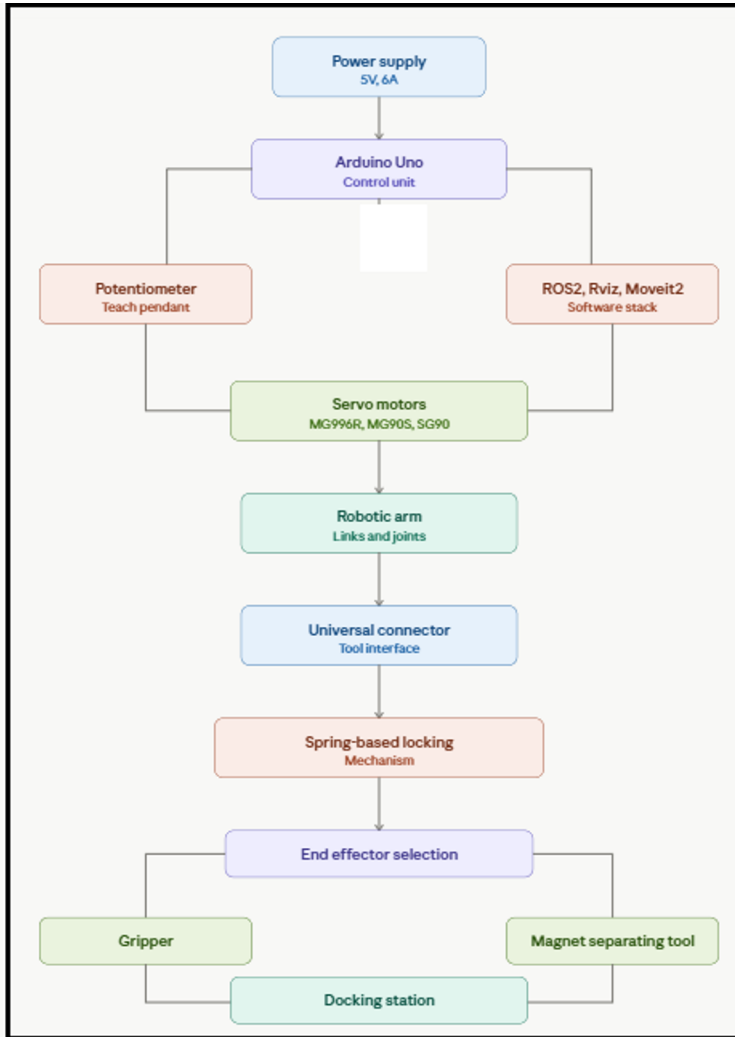 Power supply
5V, 6A
Arduino Uno
Control unit
Potentiometer
Teach pendant
ROS2, Rviz, Moveit2
Software stack
Servo motors
MG996R, MG90S, SG90
Robotic arm
Links and joints
Universal connector
Tool interface
Spring-based locking
Mechanism
End effector selection
Gripper
Magnet separating tool
Docking station